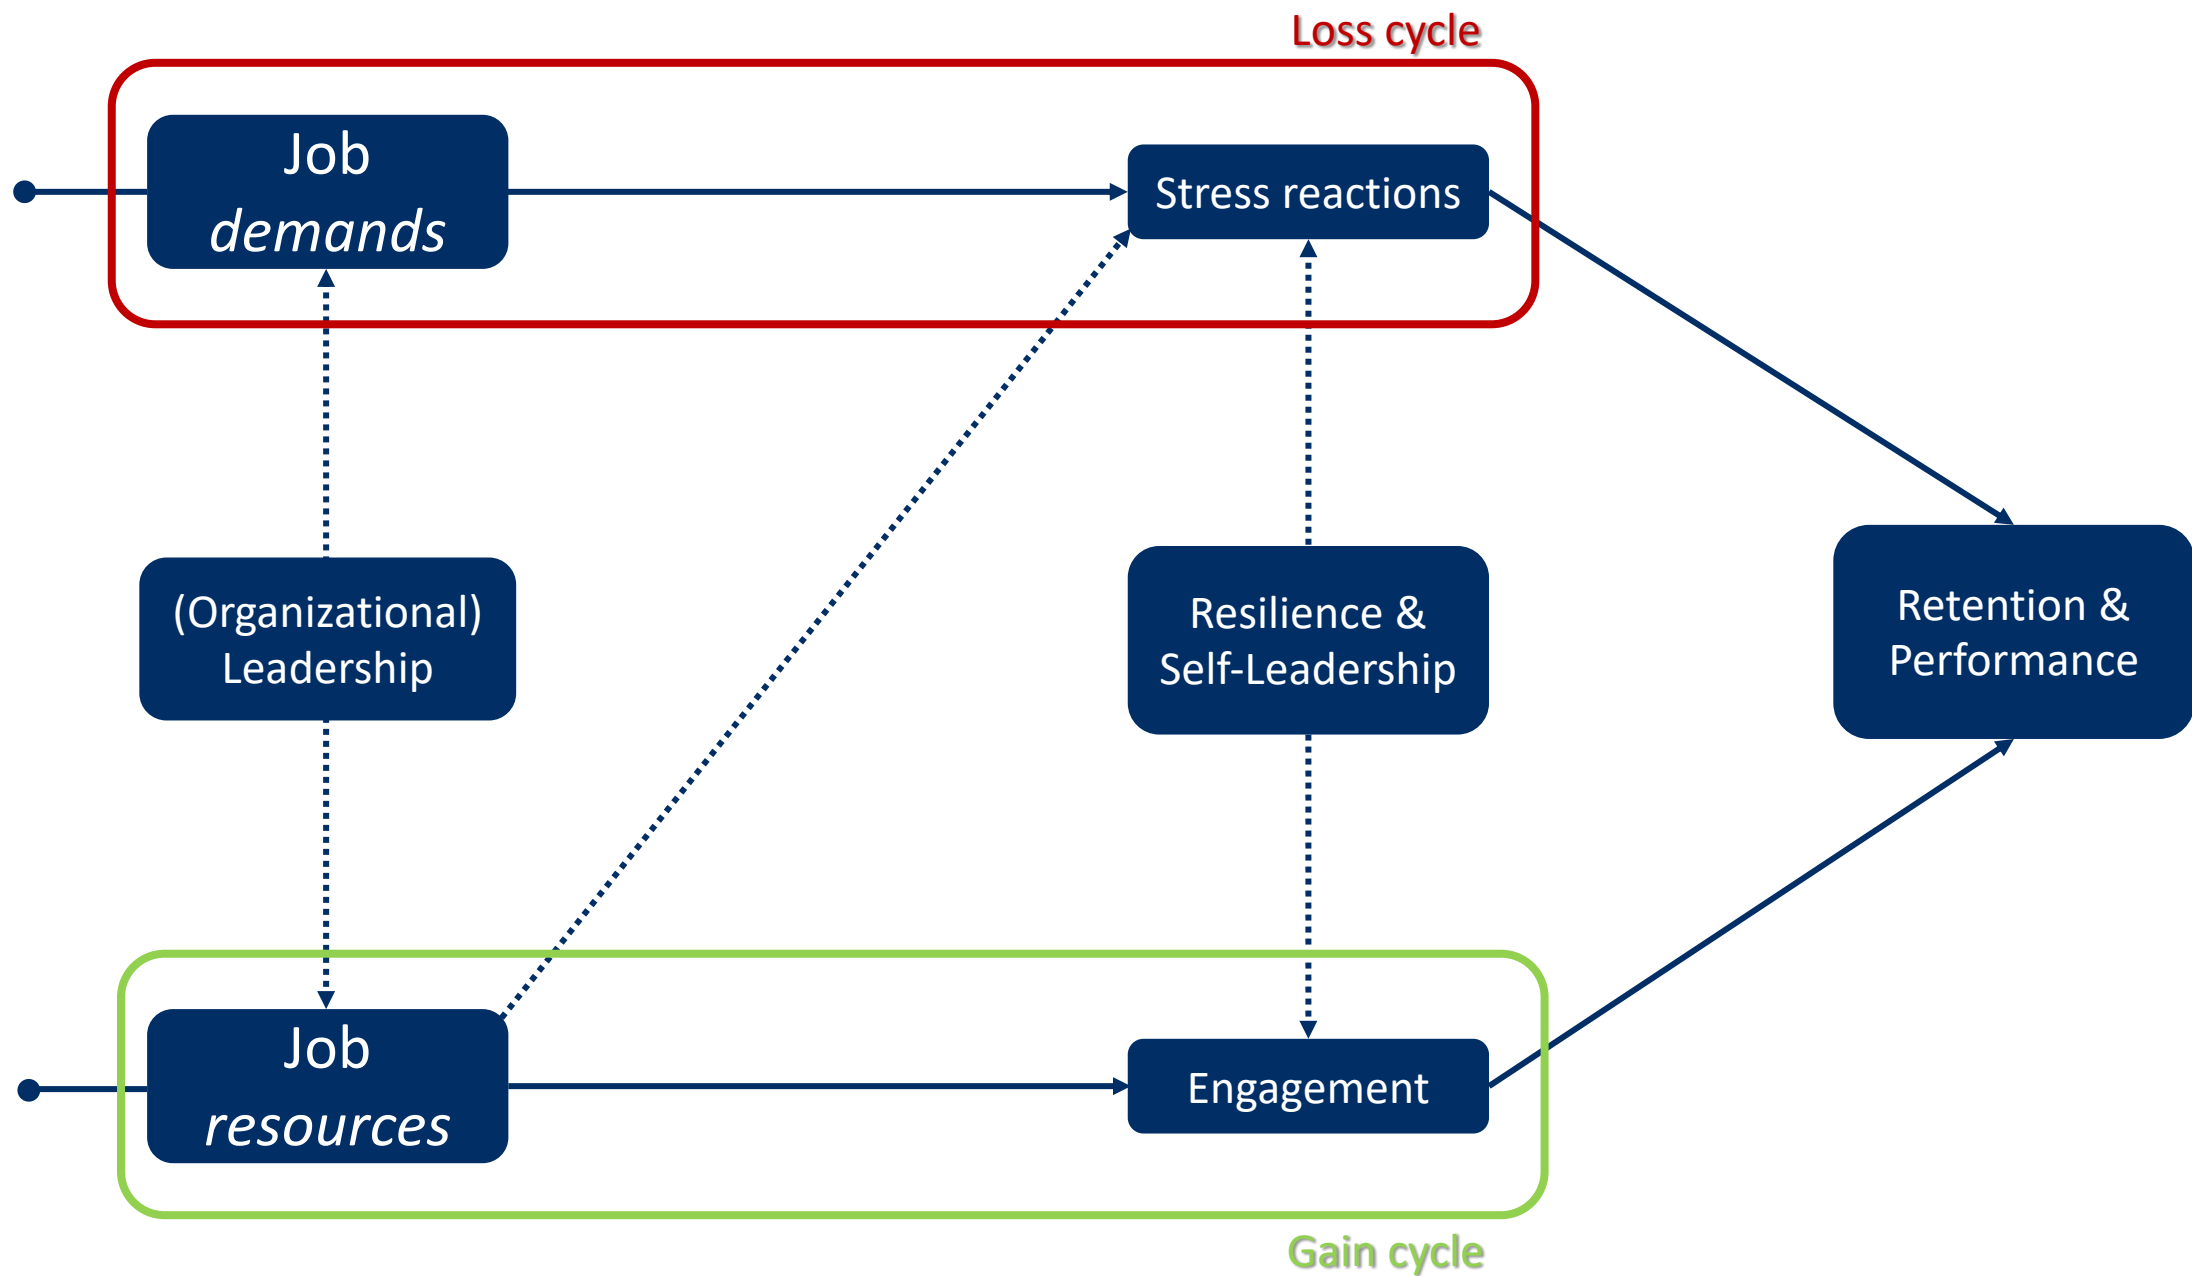 Loss cycle
Job
demands
Stress reactions
(Organizational)
Leadership
Resilience &
Self-Leadership
Retention &
Performance
Job
resources
Engagement
Gain cycle